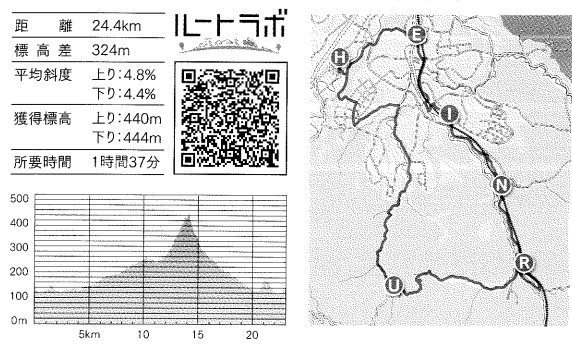 距　離 24.4km
標高差 324m
平均斜度 上り:4.8%
下り:4.4%
獲得標高 上り:440m
下り:444m
所要時間 1時間37分
ルートラボ
500
400
300
200
100
0m
5km 10 15 20
E
H
I
N
R
U